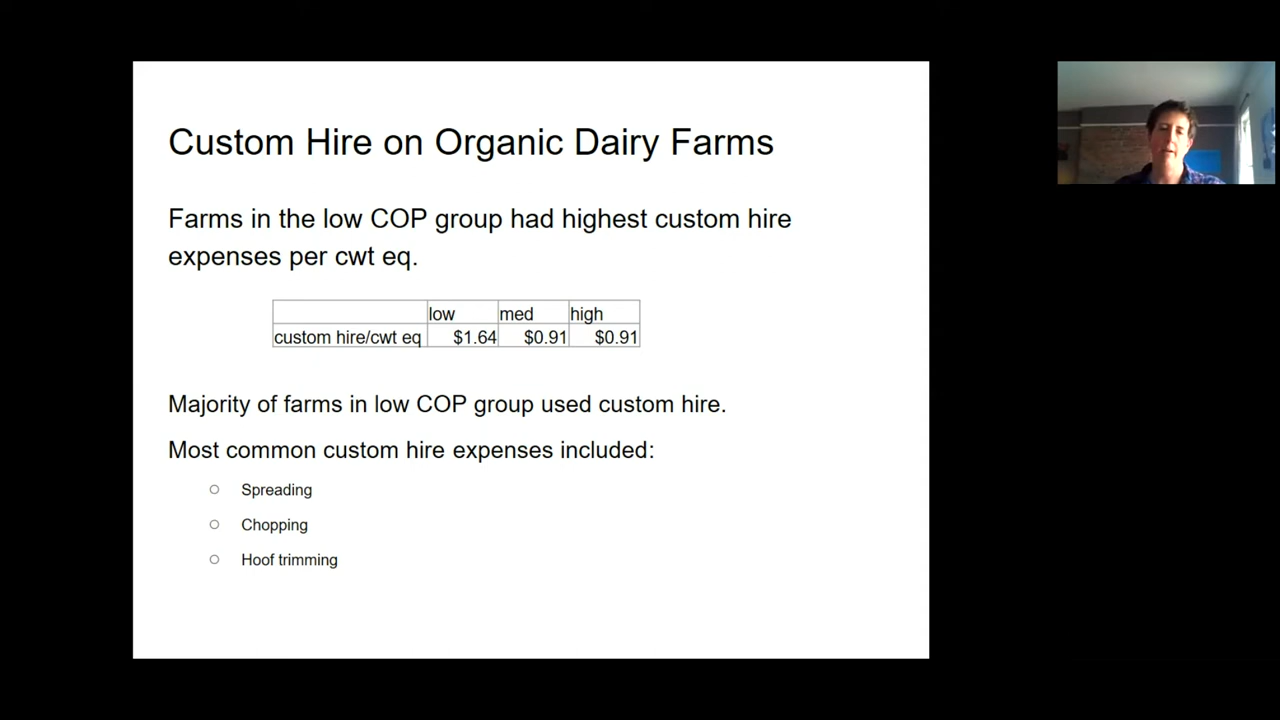 Custom Hire on Organic Dairy Farms
Farms in the low COP group had highest custom hire
expenses per cwt eq.
low med high
custom hire/cwt eq $1.64 $0.91 $0.91
Majority of farms in low COP group used custom hire.
Most common custom hire expenses included:
Spreading
Chopping
Hoof trimming